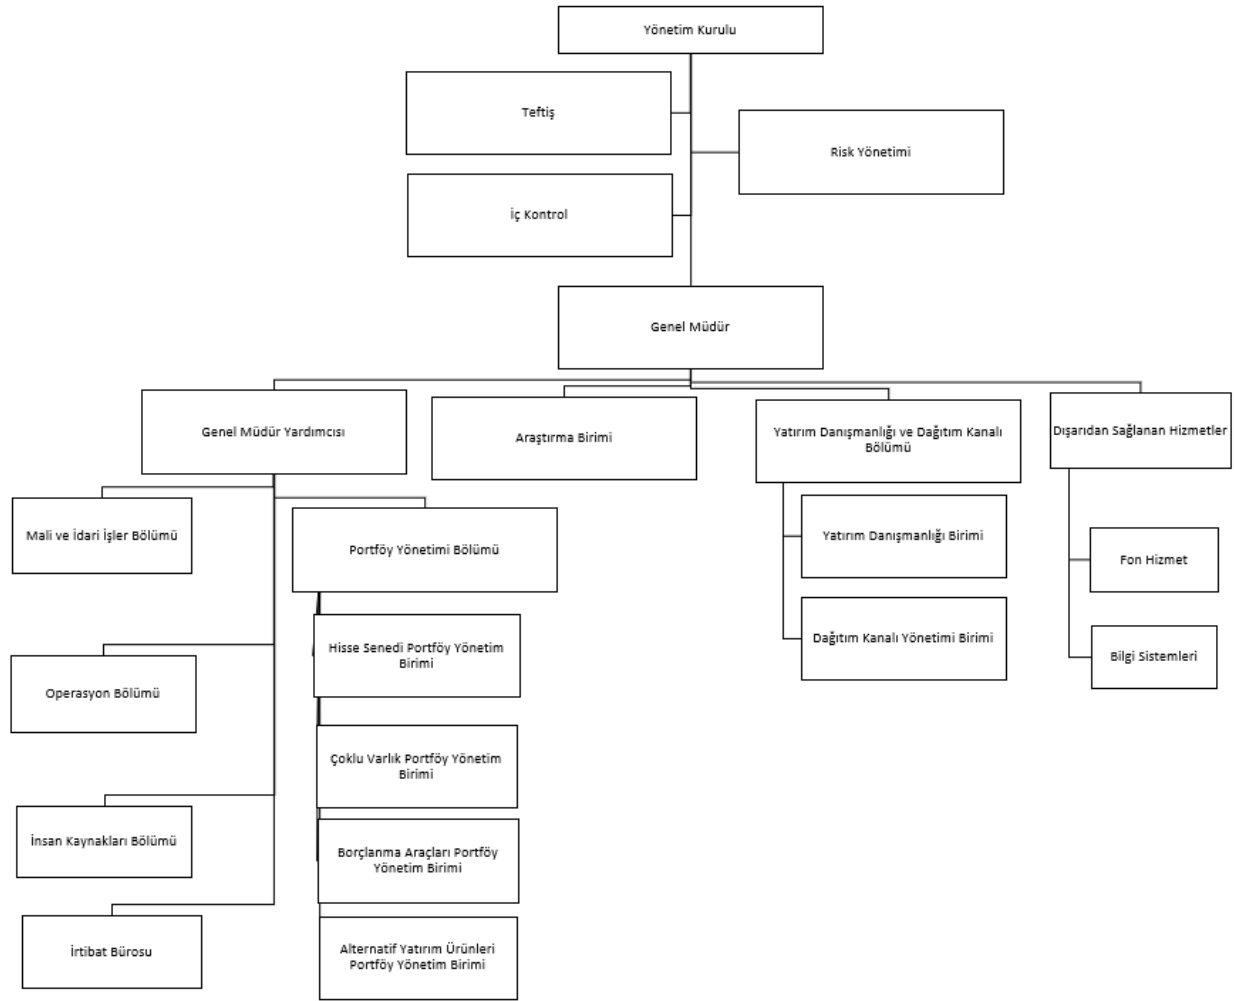 Yönetim Kurulu
Teftiş
Risk Yönetimi
İç Kontrol
Genel Müdür
Genel Müdür Yardımcısı
Araştırma Birimi
Yatırım Danışmanlığı ve Dağıtım Kanalı
Bölümü
Dışarıdan Sağlanan Hizmetler
Mali ve İdari İşler Bölümü
Portföy Yönetimi Bölümü
Yatırım Danışmanlığı Birimi
Fon Hizmet
Hisse Senedi Portföy Yönetim
Birimi
Dağıtım Kanalı Yönetimi Birimi
Bilgi Sistemleri
Operasyon Bölümü
Çoklu Varlık Portföy Yönetim
Birimi
İnsan Kaynakları Bölümü
Borçlanma Araçları Portföy
Yönetim Birimi
İrtibat Bürosu
Alternatif Yatırım Ürünleri
Portföy Yönetim Birimi